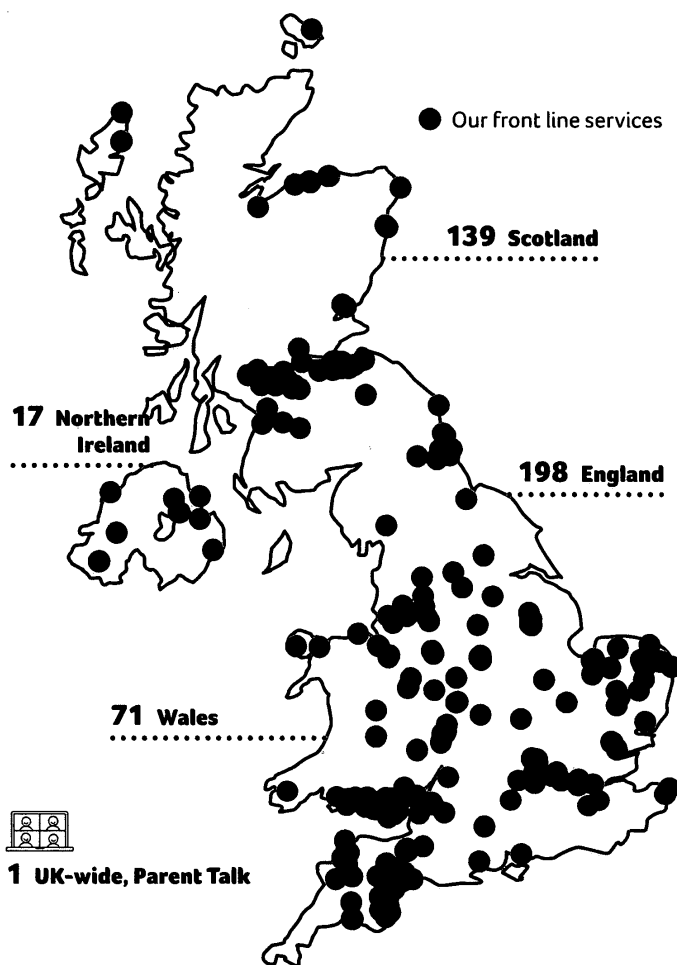 Our front line services
139 Scotland
17 Northern
Ireland
198 England
71 Wales
1 UK-wide, Parent Talk